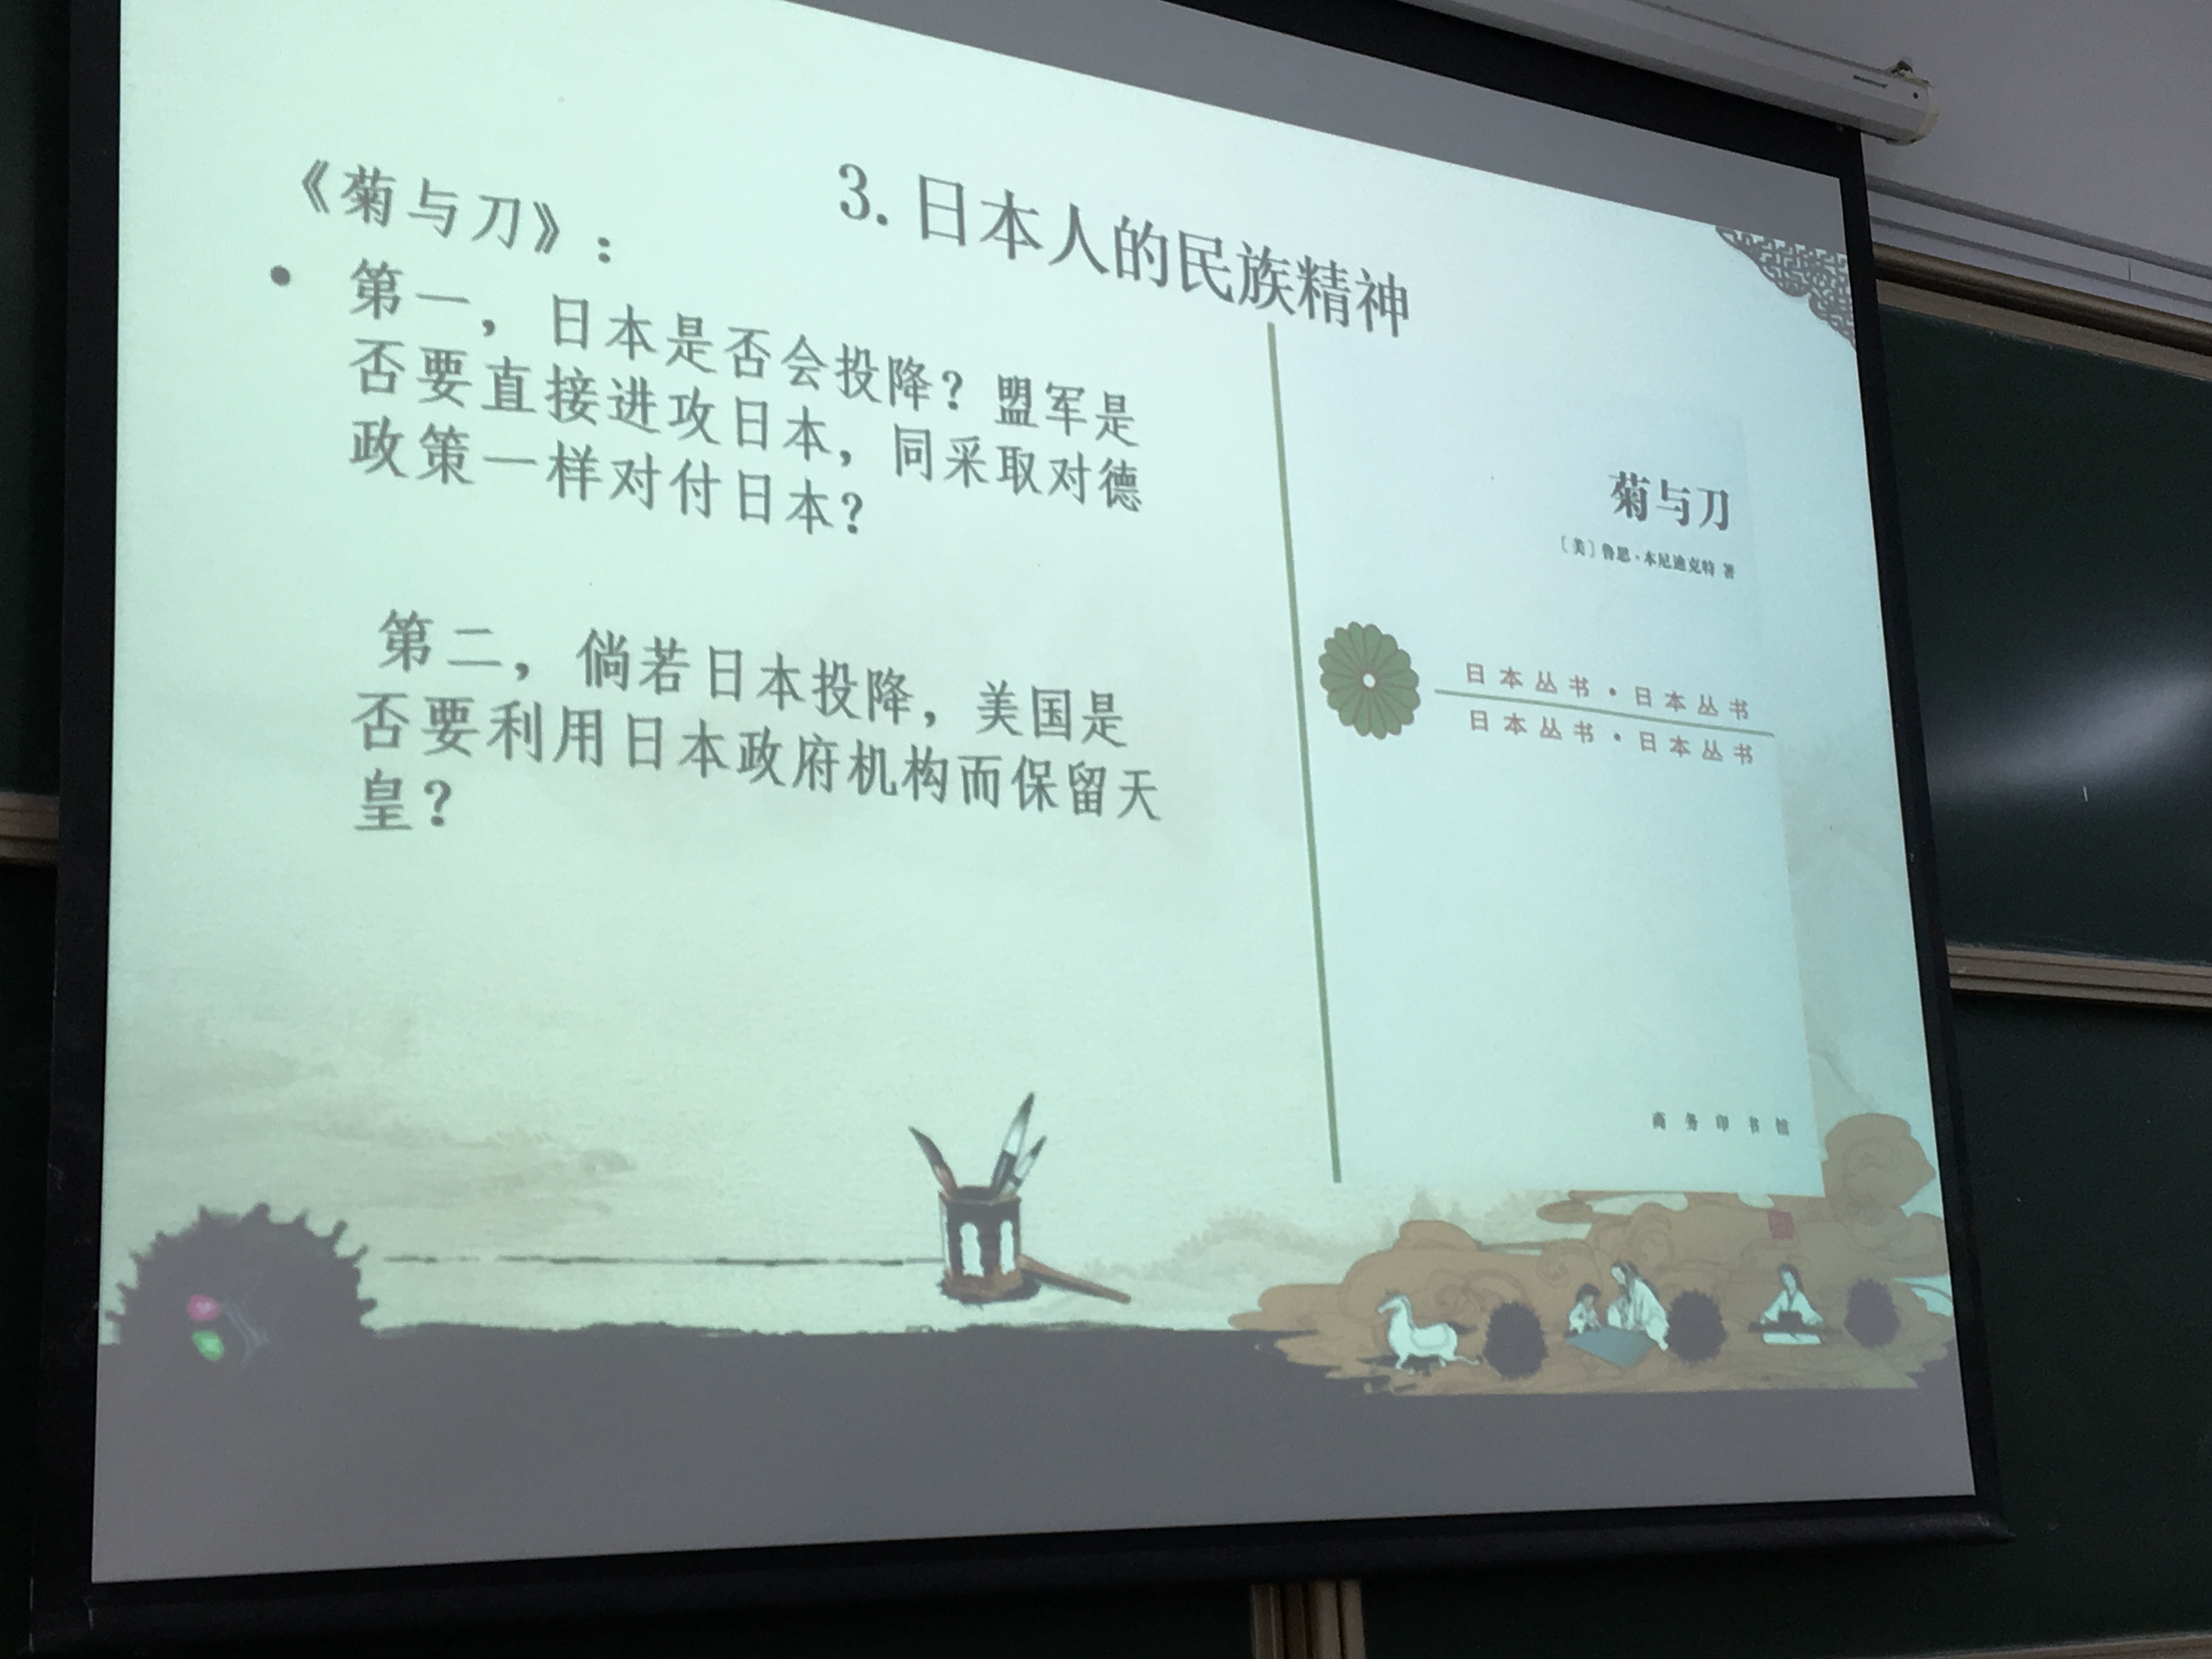 3.日本人的民族精神
《菊与刀》：
• 第一，日本是否会投降？盟军是
否要直接进攻日本，同采取对德
政策一样对付日本？
第二，倘若日本投降，美国是
否要利用日本政府机构而保留天
皇？
菊与刀
〔美〕鲁思·本尼迪克特 著
日本丛书·日本丛书
日本丛书·日本丛书
商务印书馆